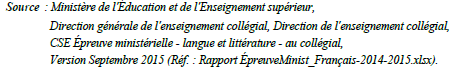 Source : Ministère de l'Éducation et de l'Enseignement supérieur,
Direction générale de l'enseignement collégial, Direction de l'enseignement collégial,
CSE Épreuve ministérielle - langue et littérature - au collégial,
Version Septembre 2015 (Réf. : Rapport ÉpreuveMinist_Français-2014-2015.xlsx).